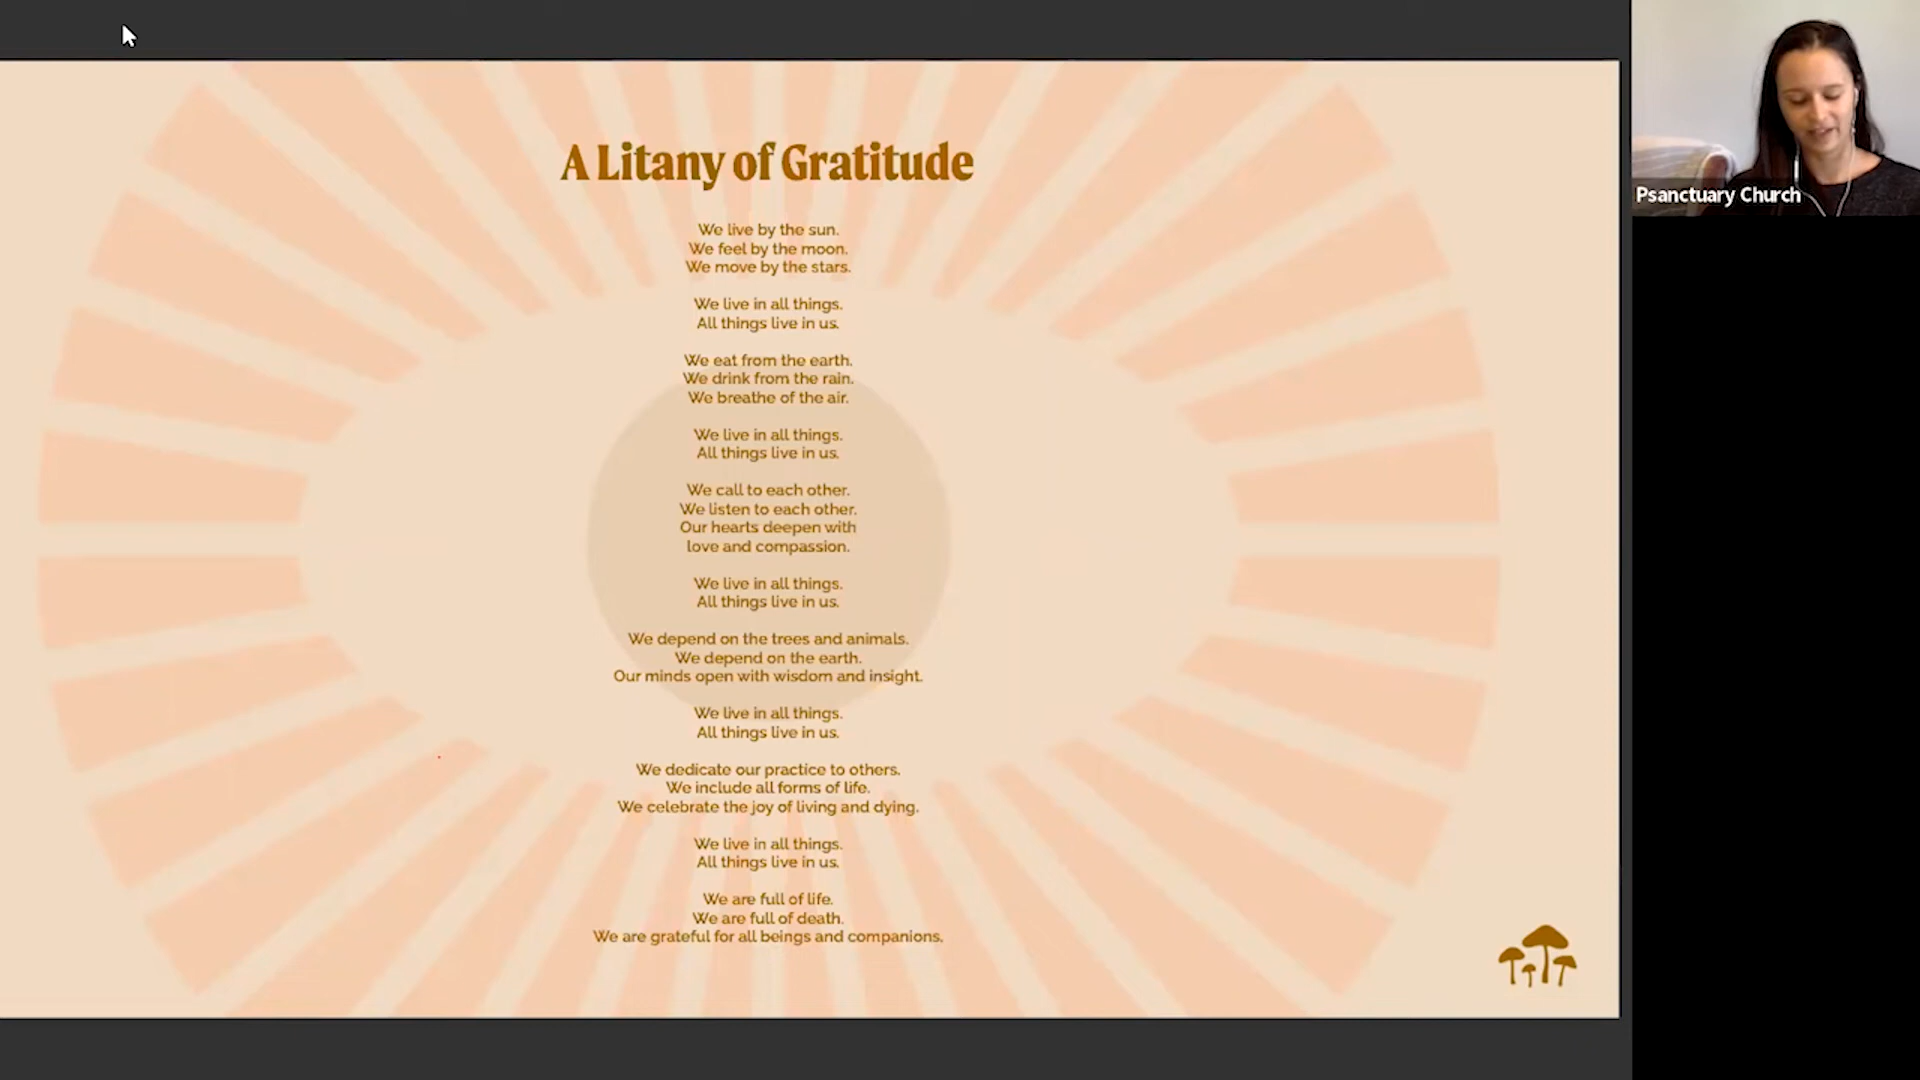 A Litany of Gratitude
We live by the sun.
We feel by the moon.
We move by the stars.
We live in all things.
All things live in us.
We eat from the earth.
We drink from the rain.
We breathe of the air.
We live in all things.
All things live in us.
We call to each other.
We listen to each other.
Our hearts deepen with
love and compassion.
We live in all things.
All things live in us.
We depend on the trees and animals.
We depend on the earth.
Our minds open with wisdom and insight.
We live in all things.
All things live in us.
We dedicate our practice to others.
We include all forms of life.
We celebrate the joy of living and dying.
We live in all things.
All things live in us.
We are full of life.
We are full of death.
We are grateful for all beings and companions.
Psanctuary Church